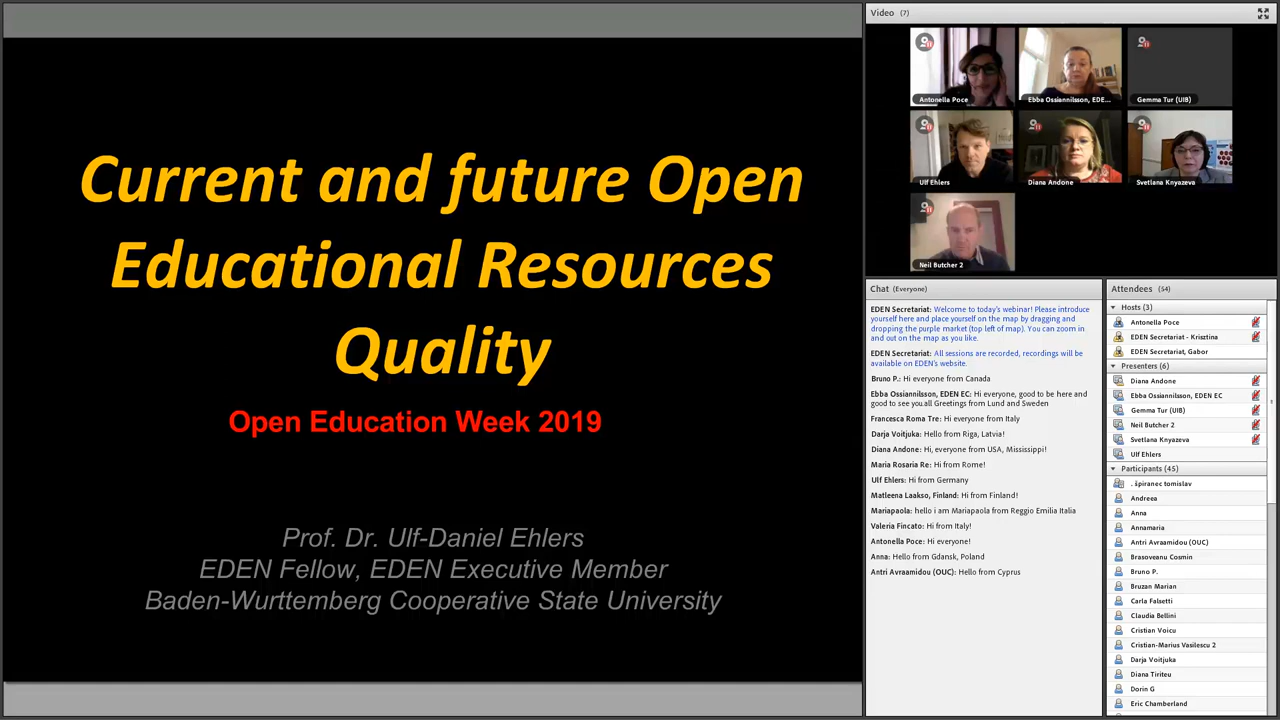 Current and future Open
Educational Resources
Quality
Open Education Week 2019
Prof. Dr. Ulf-Daniel Ehlers
EDEN Fellow, EDEN Executive Member
Baden-Wurttemberg Cooperative State University
Video (7)
Antonella Poce
Ebba Ossiannilsson, EDE...
Gemma Tur (UIB)
Ulf Ehlers
Diana Andone
Svetlana Knyazeva
Neil Butcher 2
Chat (Everyone)
EDEN Secretariat: Welcome to today's webinar! Please introduce
yourself here and place yourself on the map by dragging and
dropping the purple market (top left of map). You can zoom in
and out on the map as you like.
EDEN Secretariat: All sessions are recorded, recordings will be
available on EDEN's website.
Bruno P.: Hi everyone from Canada
Ebba Ossiannilsson, EDEN EC: Hi everyone, good to be here and
good to see you.all Greetings from Lund and Sweden
Francesca Roma Tre: Hi everyone from Italy
Darja Voitjuka: Hello from Riga, Latvia!
Diana Andone: Hi, everyone from USA, Mississippi!
Maria Rosaria Re: Hi from Rome!
Ulf Ehlers: Hi from Germany
Matleena Laakso, Finland: Hi from Finland!
Mariapaola: hello i am Mariapaola from Reggio Emilia Italia
Valeria Fincato: Hi from Italy!
Antonella Poce: Hi everyone!
Anna: Hello from Gdansk, Poland
Antri Avraamidou (OUC): Hello from Cyprus
Attendees (54)
Hosts (3)
Antonella Poce
EDEN Secretariat - Krisztina
EDEN Secretariat, Gabor
Presenters (6)
Diana Andone
Ebba Ossiannilsson, EDEN EC
Gemma Tur (UIB)
Neil Butcher 2
Svetlana Knyazeva
Ulf Ehlers
Participants (45)
. špiranec tomislav
Andreea
Anna
Annamaria
Antri Avraamidou (OUC)
Brasoveanu Cosmin
Bruno P.
Bruzan Marian
Carla Falsetti
Claudia Bellini
Cristian Voicu
Cristian-Marius Vasilescu 2
Darja Voitjuka
Diana Tiriteu
Dorin G
Eric Chamberland